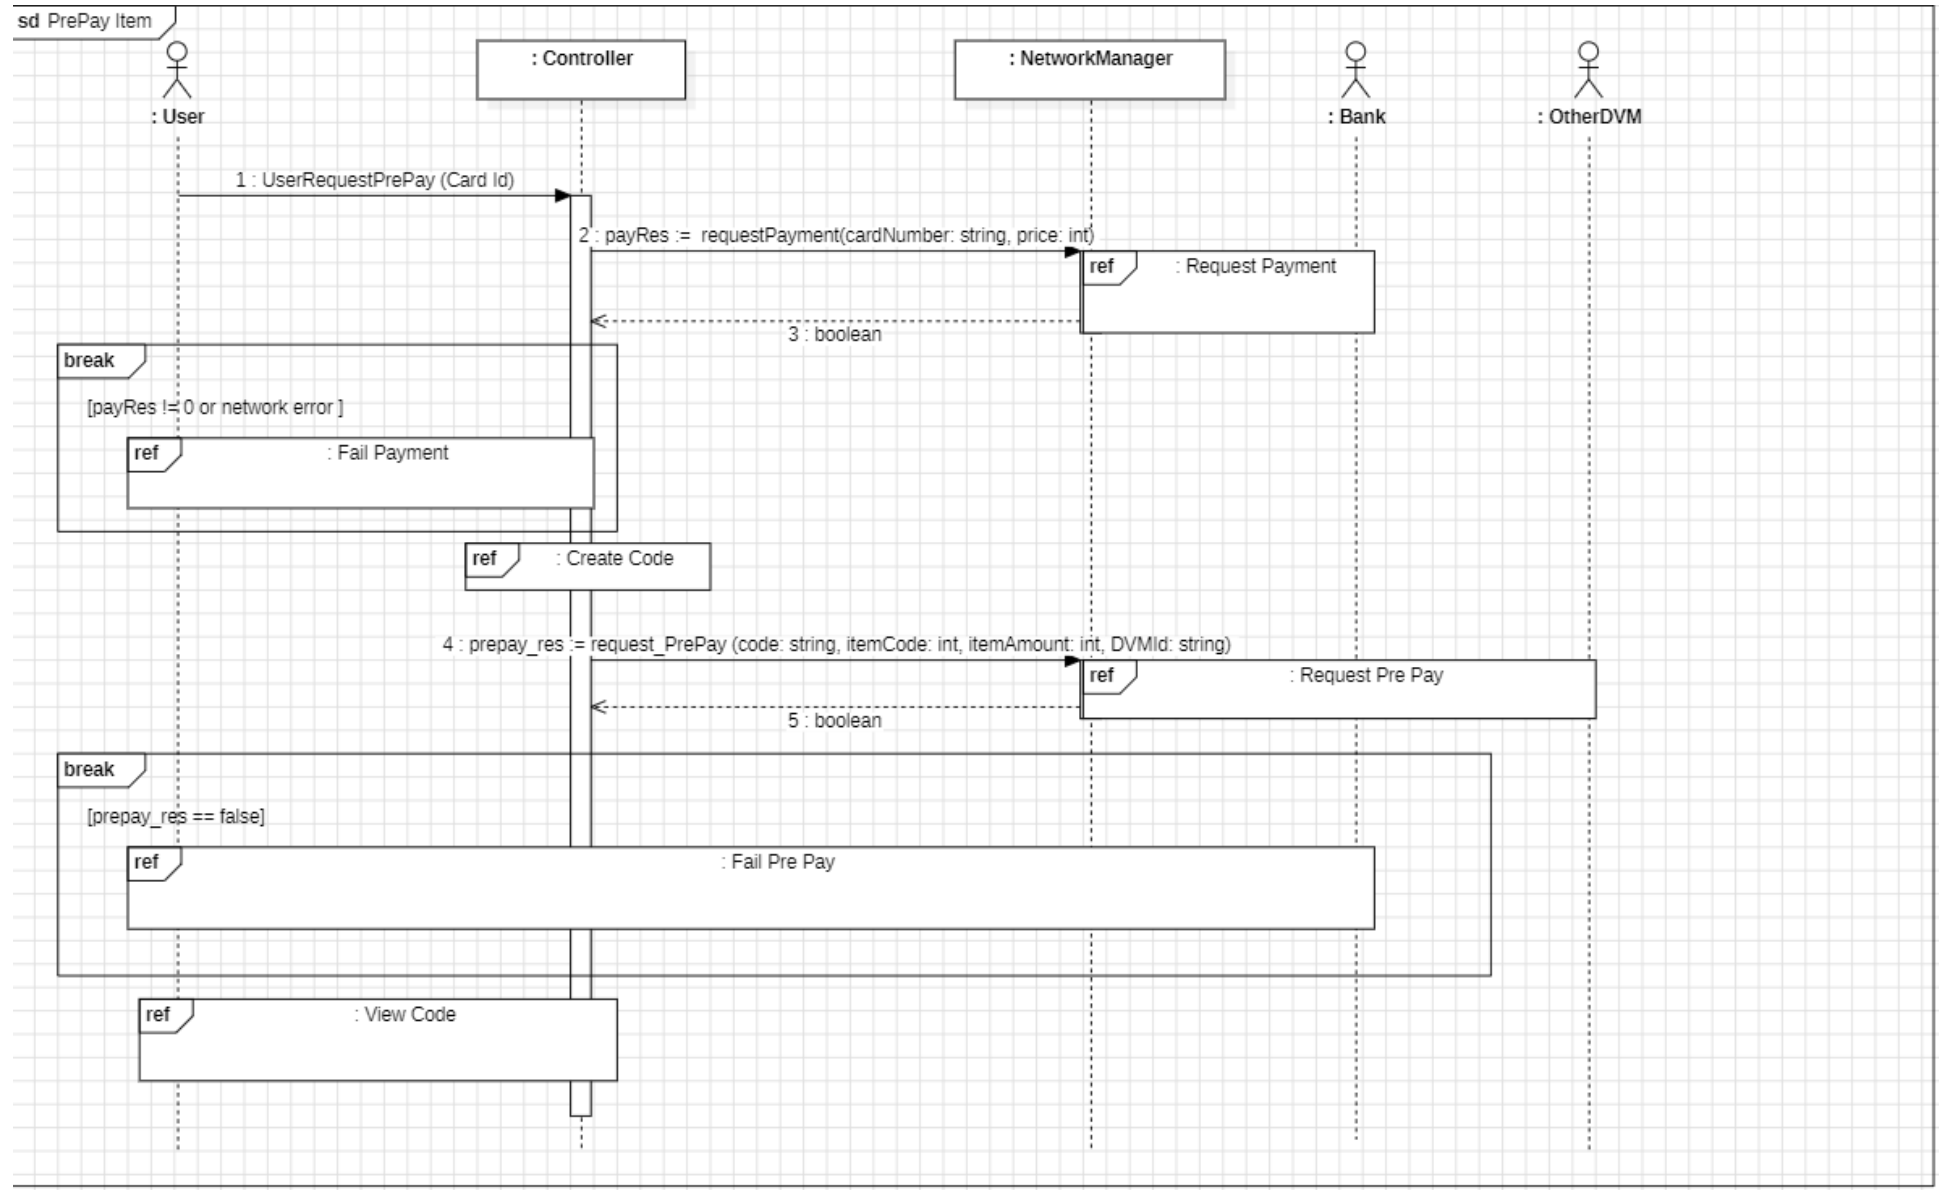 sd PrePay Item
: User
: Controller
: NetworkManager
: Bank
: OtherDVM
1 : UserRequestPrePay (Card Id)
2 : payRes := requestPayment(cardNumber: string, price: int)
ref : Request Payment
3 : boolean
break
[payRes != 0 or network error ]
ref : Fail Payment
ref : Create Code
4 : prepay_res := request_PrePay (code: string, itemCode: int, itemAmount: int, DVMId: string)
ref : Request Pre Pay
5 : boolean
break
[prepay_res == false]
ref : Fail Pre Pay
ref : View Code